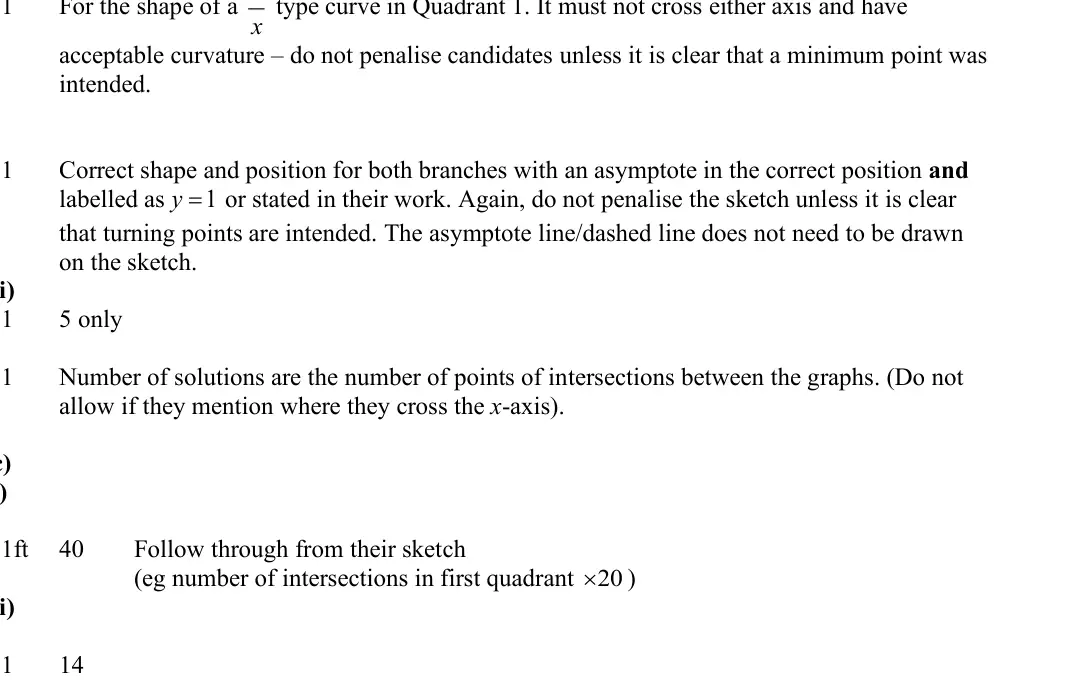 1 For the shape of a — type curve in Quadrant 1. It must not cross either axis and have
x
acceptable curvature – do not penalise candidates unless it is clear that a minimum point was
intended.
1 Correct shape and position for both branches with an asymptote in the correct position and
labelled as y = 1 or stated in their work. Again, do not penalise the sketch unless it is clear
that turning points are intended. The asymptote line/dashed line does not need to be drawn
on the sketch.
i)
1 5 only
1 Number of solutions are the number of points of intersections between the graphs. (Do not
allow if they mention where they cross the x-axis).
)
)
1ft 40 Follow through from their sketch
(eg number of intersections in first quadrant ×20 )
i)
1 14